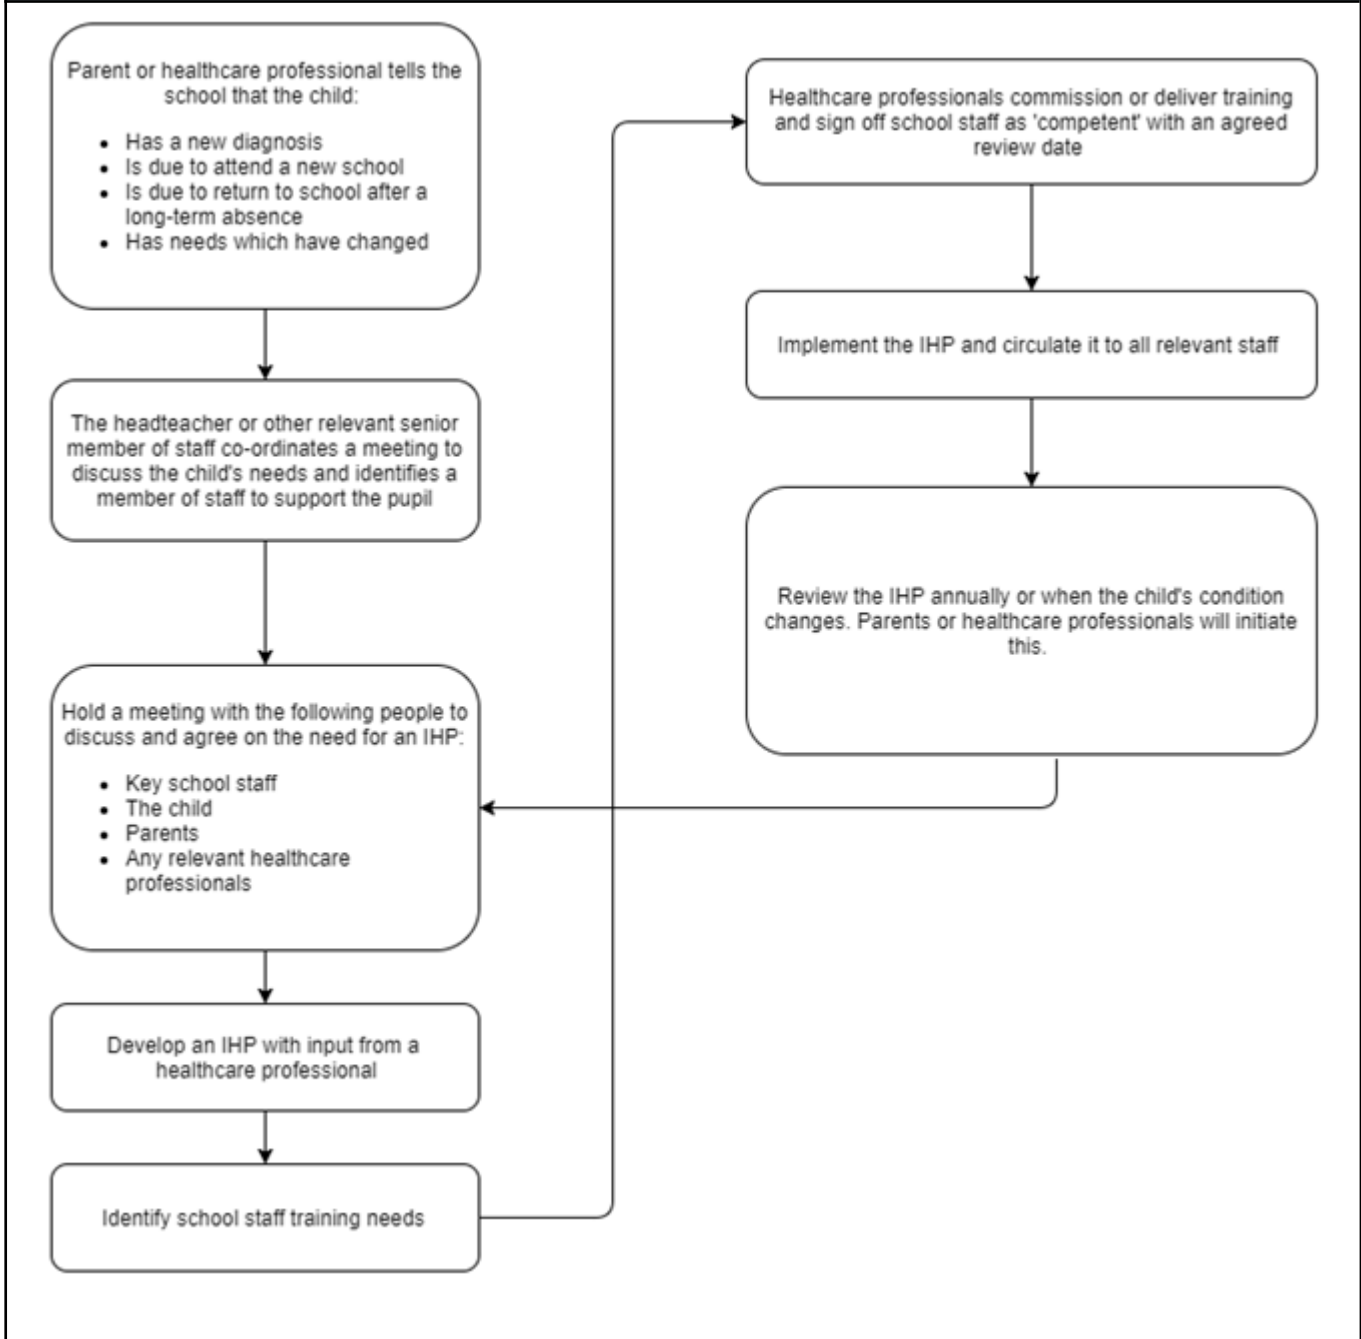 Parent or healthcare professional tells the
school that the child:
• Has a new diagnosis
• Is due to attend a new school
• Is due to return to school after a
long-term absence
• Has needs which have changed
The headteacher or other relevant senior
member of staff co-ordinates a meeting to
discuss the child's needs and identifies a
member of staff to support the pupil
Hold a meeting with the following people to
discuss and agree on the need for an IHP:
• Key school staff
• The child
• Parents
• Any relevant healthcare
professionals
Develop an IHP with input from a
healthcare professional
Identify school staff training needs
Healthcare professionals commission or deliver training
and sign off school staff as 'competent' with an agreed
review date
Implement the IHP and circulate it to all relevant staff
Review the IHP annually or when the child's condition
changes. Parents or healthcare professionals will initiate
this.